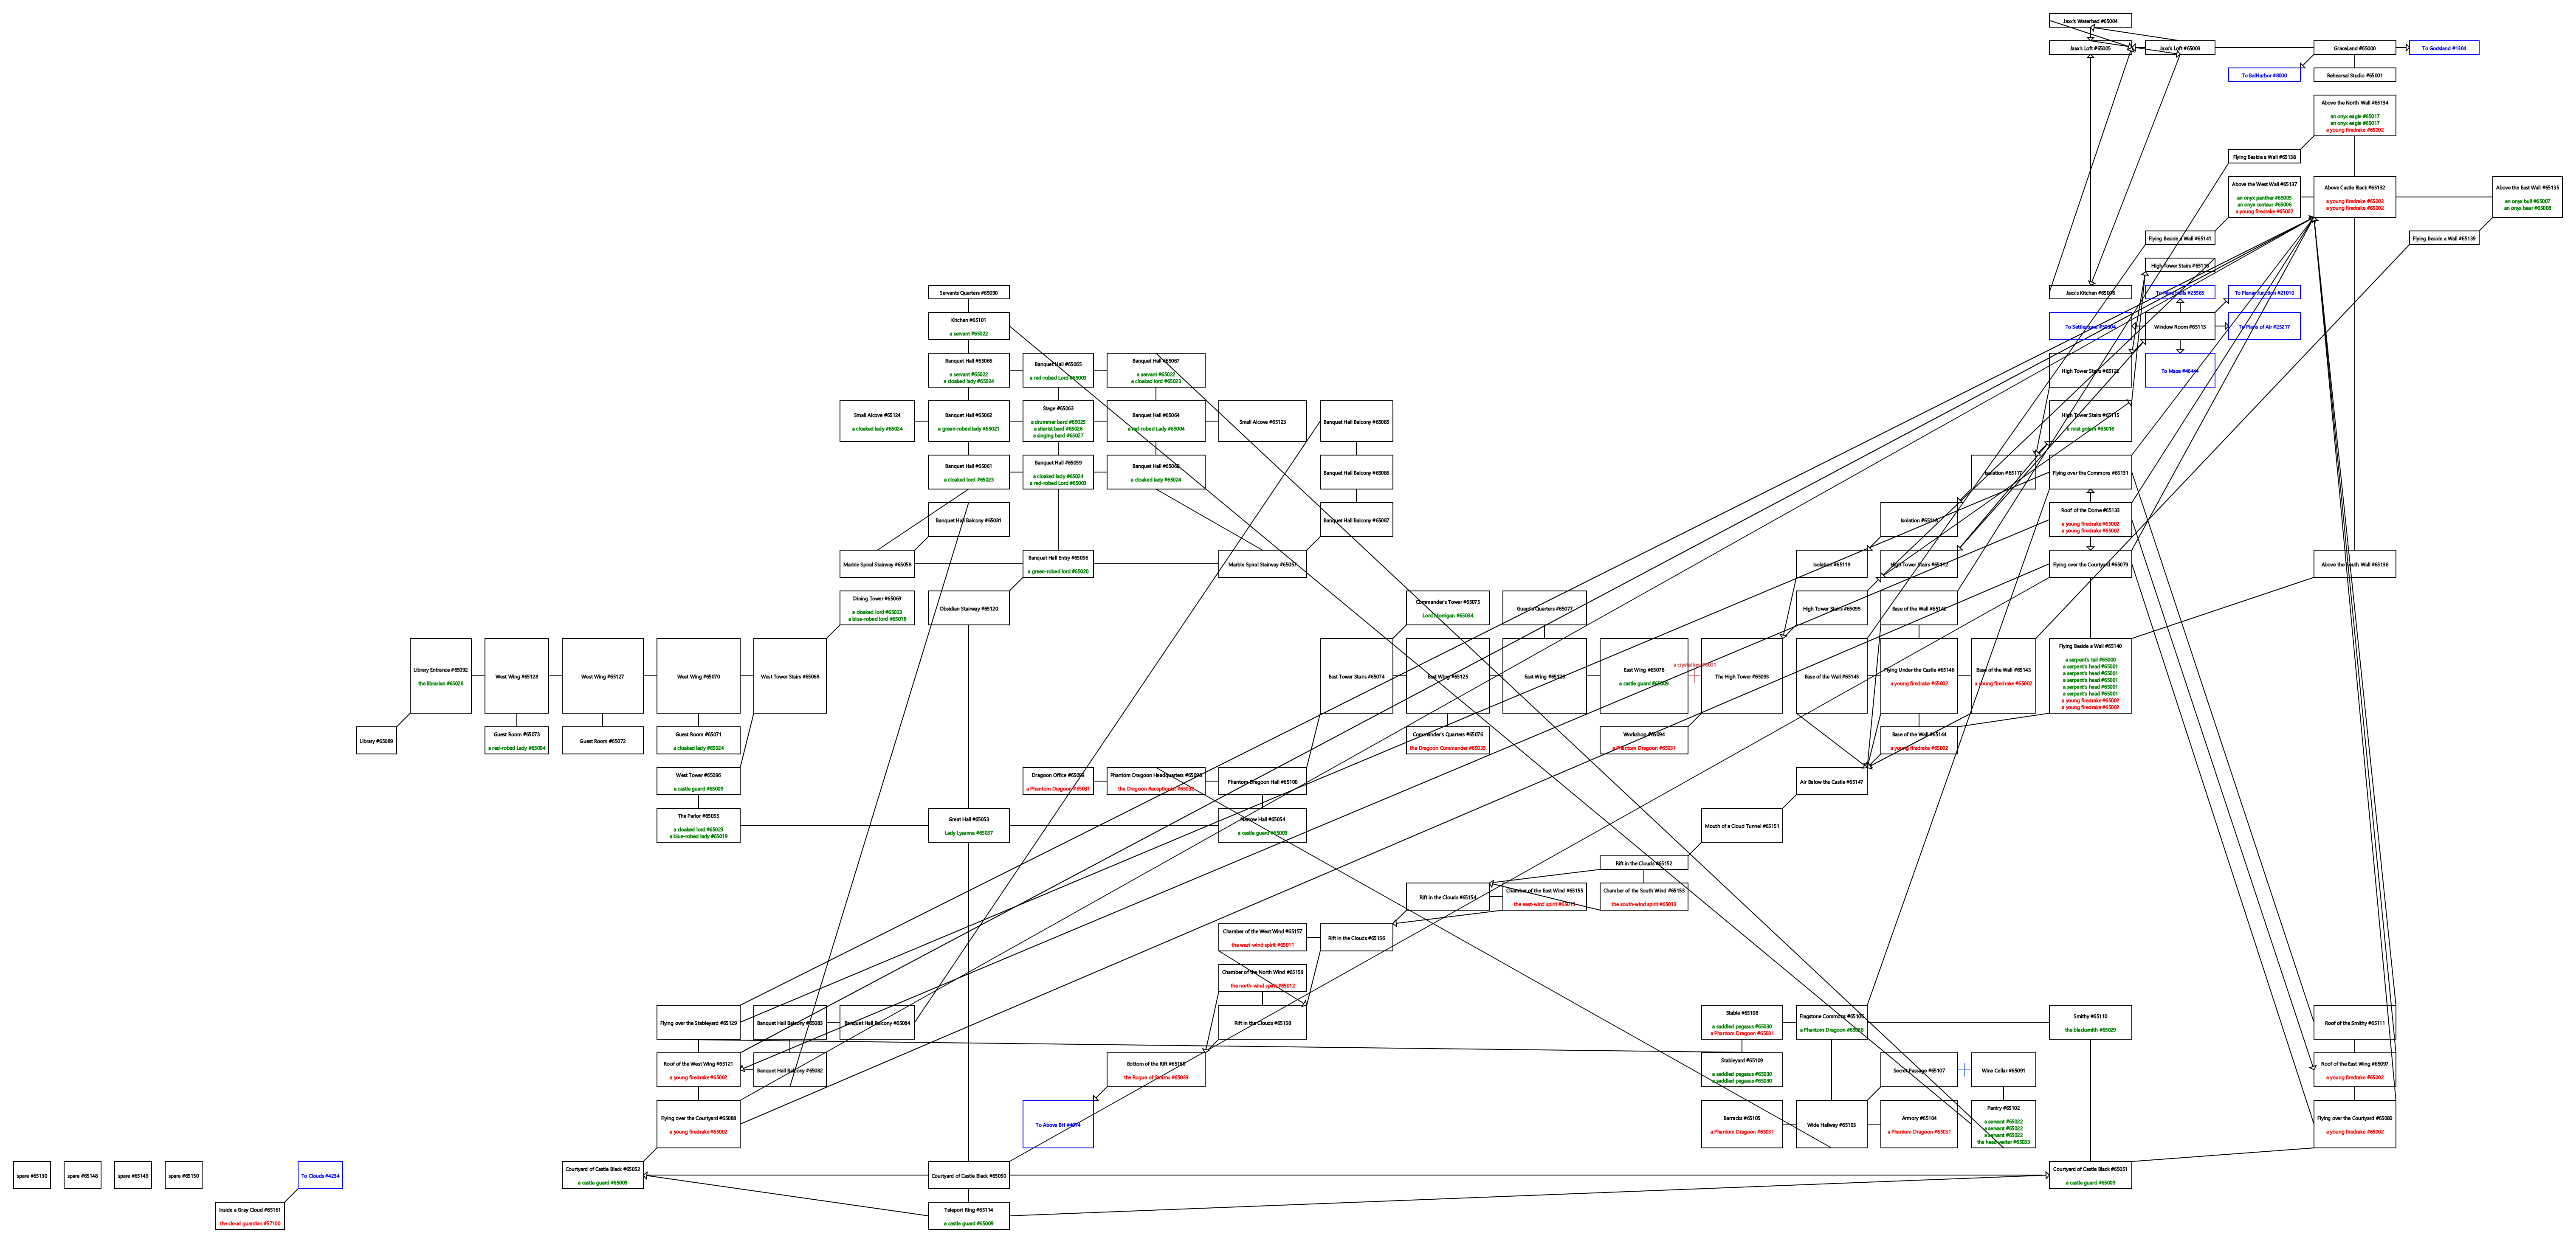 Jaxx's Waterbed #65004
Jaxx's Loft #65005
Jaxx's Loft #65003
GraceLand #65000
To Godsland #1304
To BalHarbor #8000
Rehearsal Studio #65001
Above the North Wall #65134
an onyx eagle #65017
an onyx eagle #65017
a young firedrake #65002
Flying Beside a Wall #65138
Above the West Wall #65137
an onyx panther #65005
an onyx centaur #65006
a young firedrake #65002
Above Castle Black #65132
a young firedrake #65002
a young firedrake #65002
Above the East Wall #65135
an onyx bull #65007
an onyx bear #65008
Flying Beside a Wall #65141
Flying Beside a Wall #65139
High Tower Stairs
Servants Quarters #65090
Jaxx's Kitchen
To Planar Junction #21010
Kitchen #65101
a servant #65022
Window Room #65113
To Plane of Air #25217
Banquet Hall #65066
a servant #65022
a cloaked lady #65024
Banquet Hall #65065
a red-robed Lord #65003
Banquet Hall #65067
a servant #65022
a cloaked lord #65023
High Tower Stairs #65122
To Maze #46444
Small Alcove #65124
a cloaked lady #65024
Banquet Hall #65062
a green-robed lady #65021
Stage #65063
a drummer bard #65025
a sitarist bard #65026
a singing bard #65027
Banquet Hall #65064
a red-robed Lady #65004
Small Alcove #65123
Banquet Hall Balcony #65085
High Tower Stairs #65115
a mist golem #65016
Banquet Hall #65061
a cloaked lord #65023
Banquet Hall #65059
a cloaked lady #65024
a red-robed Lord #65003
Banquet Hall #65060
a cloaked lady #65024
Banquet Hall Balcony #65086
Isolation #65117
Flying over the Commons #65131
Banquet Hall Balcony #65081
Banquet Hall Balcony #65087
Isolation #65118
Roof of the Dome #65133
a young firedrake #65002
a young firedrake #65002
Marble Spiral Stairway #65058
Banquet Hall Entry #65056
a green-robed lord #65020
Marble Spiral Stairway #65057
Isolation #65119
High Tower Stairs #65112
Flying over the Courtyard #65079
Above the South Wall #65136
Dining Tower #65069
a cloaked lord #65023
a blue-robed lord #65018
Obsidian Stairway #65120
Commander's Tower #65075
Lord Morrigan #65034
Guard's Quarters #65077
High Tower Stairs #65095
Base of the Wall #65142
Library Entrance #65092
the librarian #65028
West Wing #65128
West Wing #65127
West Wing #65070
West Tower Stairs #65068
East Tower Stairs #65074
East Wing #65125
East Wing #65126
East Wing #65078
a castle guard #65009
The High Tower #65093
Base of the Wall #65145
Flying Under the Castle #65146
a young firedrake #65002
Base of the Wall #65143
a young firedrake #65002
Flying Beside a Wall #65140
a serpent's tail #65000
a serpent's head #65001
a serpent's head #65001
a serpent's head #65001
a serpent's head #65001
a serpent's head #65001
a young firedrake #65002
a young firedrake #65002
Library #65089
Guest Room #65073
a red-robed Lady #65004
Guest Room #65072
Guest Room #65071
a cloaked lady #65024
Commander's Quarters #65076
the Dragoon Commander #65035
Workshop #65094
a Phantom Dragoon #65031
Base of the Wall #65144
a young firedrake #65002
West Tower #65096
a castle guard #65009
Dragoon Office #65099
a Phantom Dragoon #65031
Phantom Dragoon Headquarters #65098
the Dragoon Receptionist #65032
Phantom Dragoon Hall #65100
Air Below the Castle #65147
The Parlor #65055
a cloaked lord #65023
a blue-robed lady #65019
Great Hall #65053
Lady Lyeanna #65037
Narrow Hall #65054
a castle guard #65009
Mouth of a Cloud Tunnel #65151
Rift in the Clouds #65152
Rift in the Clouds #65154
Chamber of the East Wind #65155
the east-wind spirit #65015
Chamber of the South Wind #65153
the south-wind spirit #65013
Chamber of the West Wind #65157
the west-wind spirit #65011
Rift in the Clouds #65156
Chamber of the North Wind #65159
the north-wind spirit #65012
Flying over the Stableyard #65129
Banquet Hall Balcony #65083
Banquet Hall Balcony #65084
Rift in the Clouds #65158
Stable #65108
a saddled pegasus #65030
a Phantom Dragoon #65031
Flagstone Commons
a Phantom Dragoon
Smithy #65110
the blacksmith #65029
Roof of the Smithy #65111
Roof of the West Wing #65121
a young firedrake #65002
Banquet Hall Balcony #65082
Bottom of the Rift #65160
the Rogue of Storms #65039
Stableyard #65109
a saddled pegasus #65030
a saddled pegasus #65030
Secret Passage #65107
Wine Cellar #65091
Roof of the East Wing #65097
a young firedrake #65002
Flying over the Courtyard #65088
a young firedrake #65002
To Above BH
Barracks #65105
a Phantom Dragoon #65031
Wide Hallway #65103
Armory #65104
a Phantom Dragoon #65031
Pantry #65102
a servant #65022
a servant #65022
a servant #65022
the headwaiter #65033
Flying over the Courtyard #65080
a young firedrake #65002
spare #65130
spare #65148
spare #65149
spare #65150
To Clouds #4234
Courtyard of Castle Black #65052
a castle guard #65009
Courtyard of Castle Black #65050
Courtyard of Castle Black #65051
a castle guard #65009
Inside a Gray Cloud #65161
the cloud guardian #57100
Teleport Ring #65114
a castle guard #65009